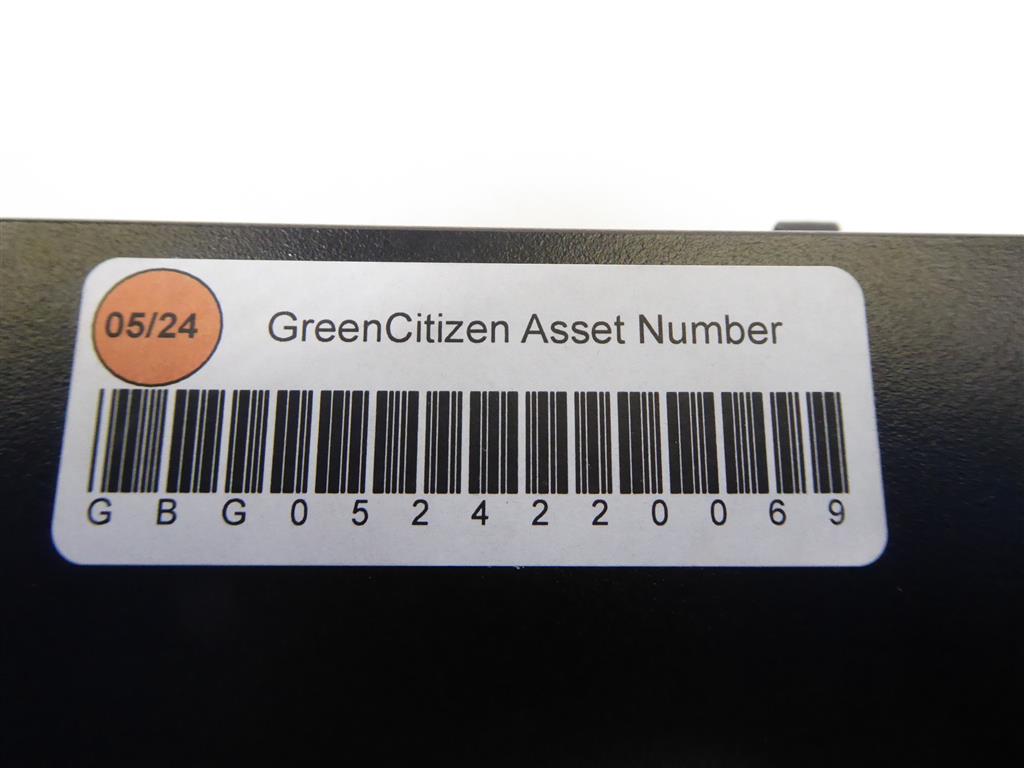 05/24
GreenCitizen Asset Number
G B G 0 5 2 4 2 2 0 0 6 9